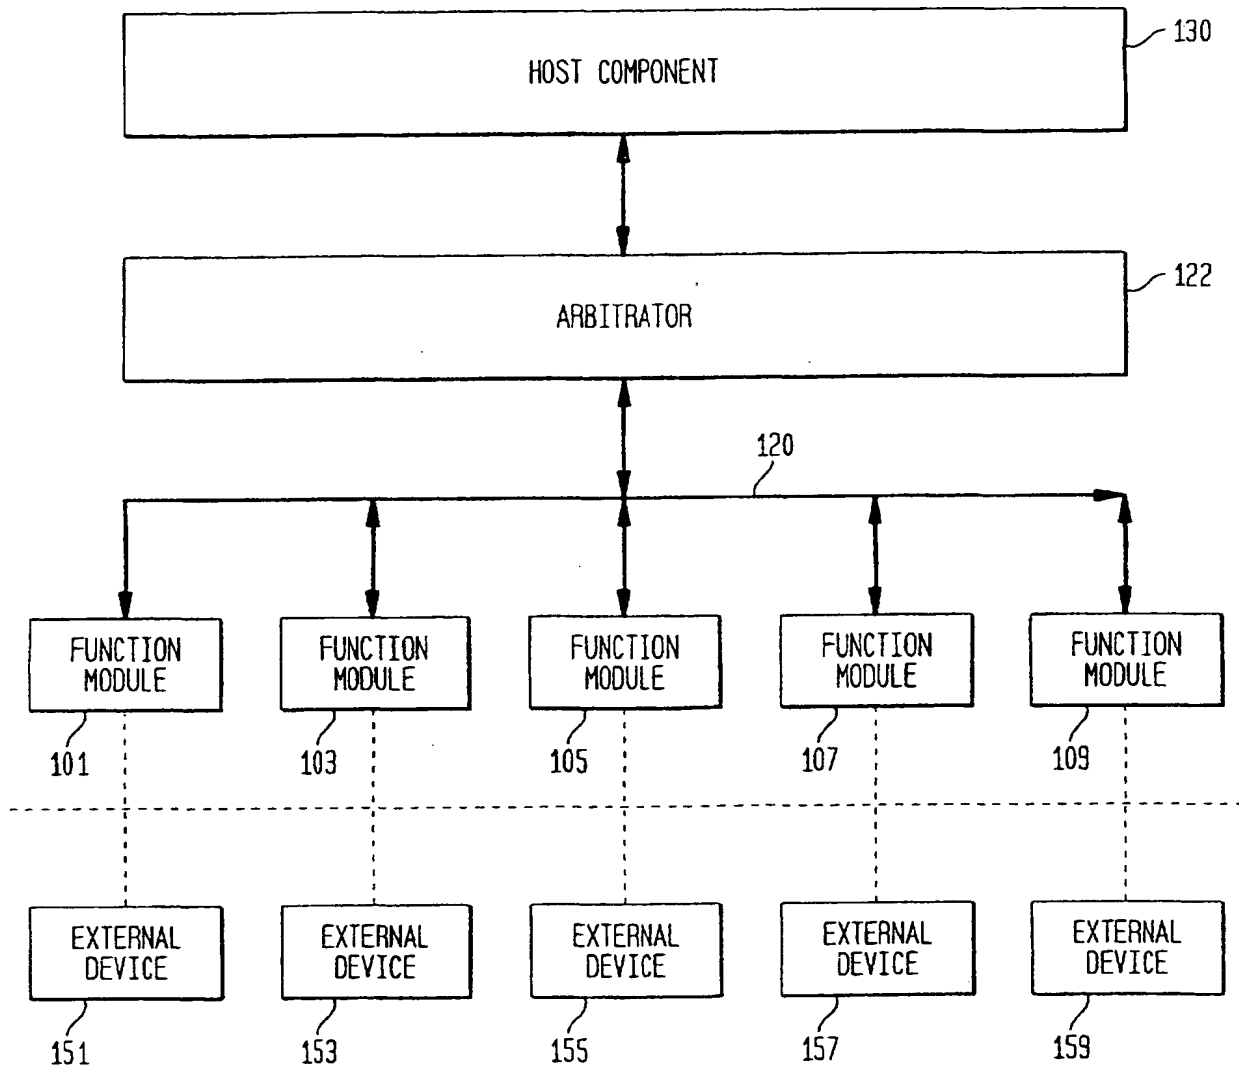 130
HOST COMPONENT
122
ARBITRATOR
120
FUNCTION
MODULE
FUNCTION
MODULE
FUNCTION
MODULE
FUNCTION
MODULE
FUNCTION
MODULE
101
103
105
107
109
EXTERNAL
DEVICE
EXTERNAL
DEVICE
EXTERNAL
DEVICE
EXTERNAL
DEVICE
EXTERNAL
DEVICE
151
153
155
157
159